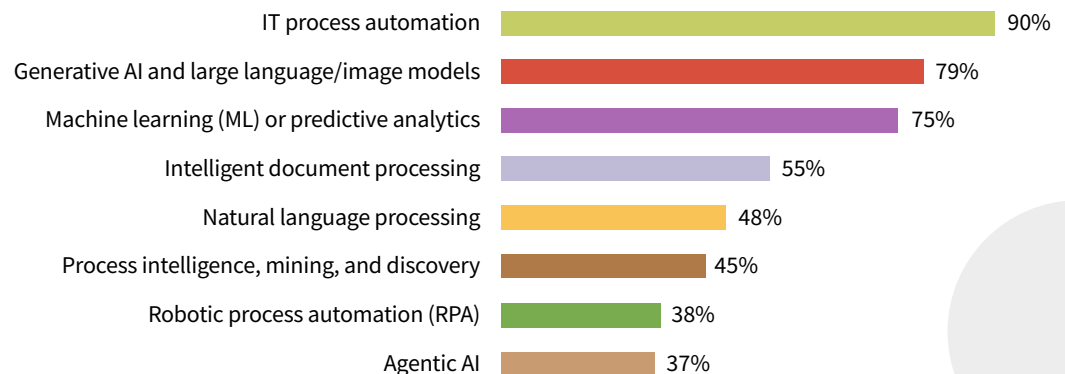 IT process automation 90%
Generative AI and large language/image models 79%
Machine learning (ML) or predictive analytics 75%
Intelligent document processing 55%
Natural language processing 48%
Process intelligence, mining, and discovery 45%
Robotic process automation (RPA) 38%
Agentic AI 37%